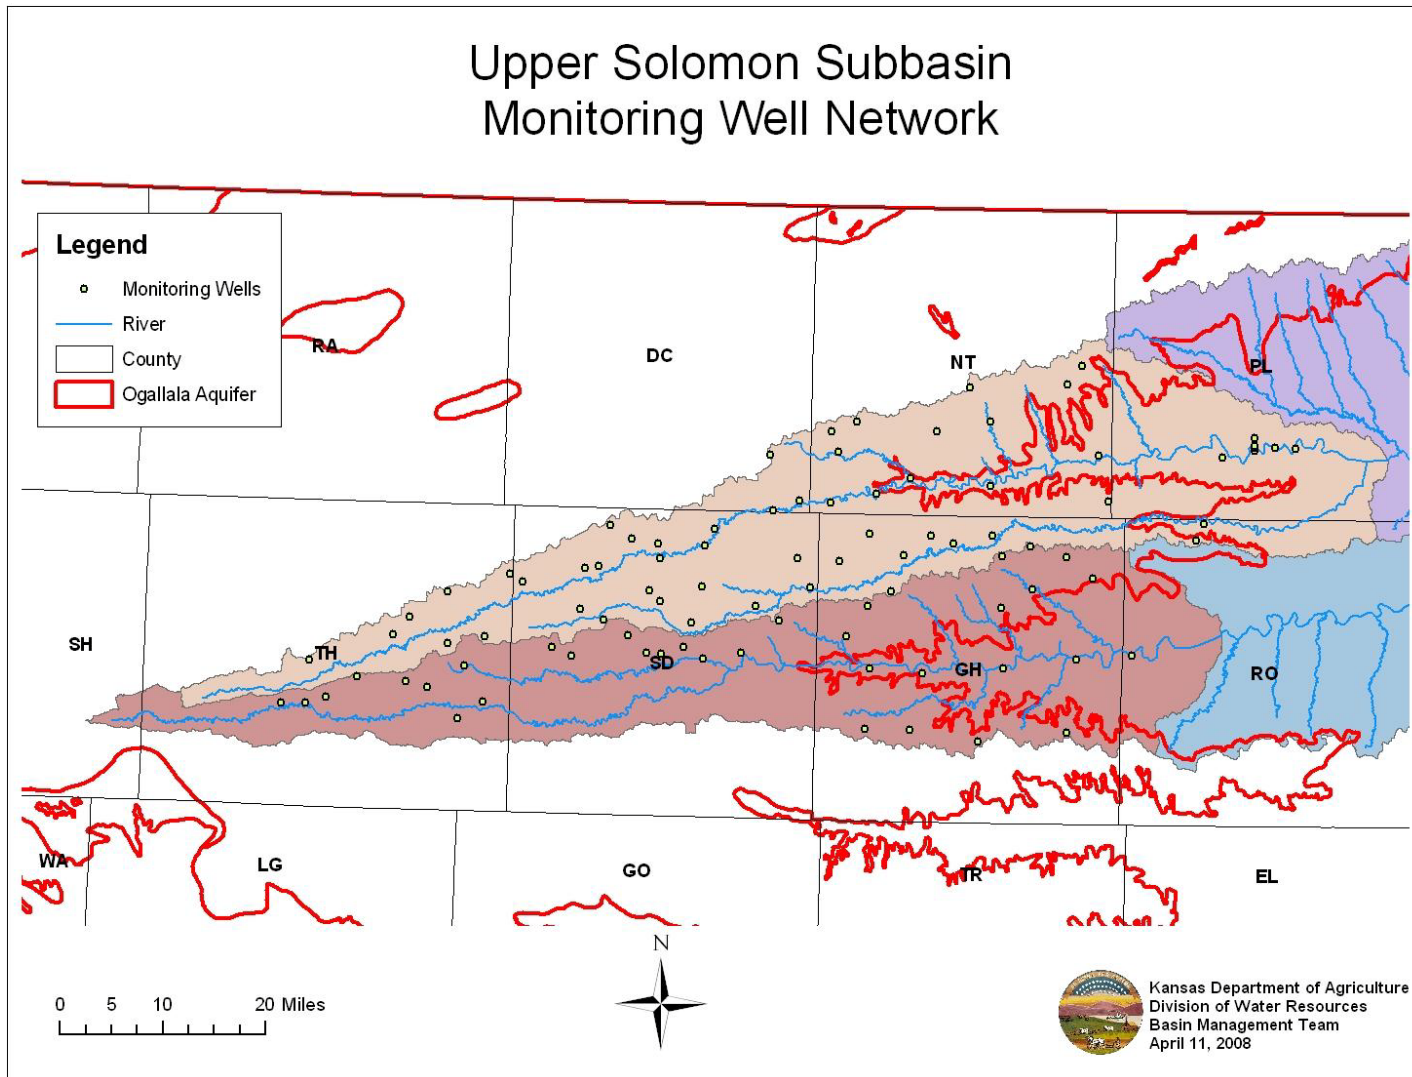 Upper Solomon Subbasin
Monitoring Well Network
Legend
Monitoring Wells
River
County
Ogallala Aquifer
RA
DC
NT
PL
SH
TH
SD
GH
RO
WA
LG
GO
TR
EL
N
0 5 10 20 Miles
Kansas Department of Agriculture
Division of Water Resources
Basin Management Team
April 11, 2008